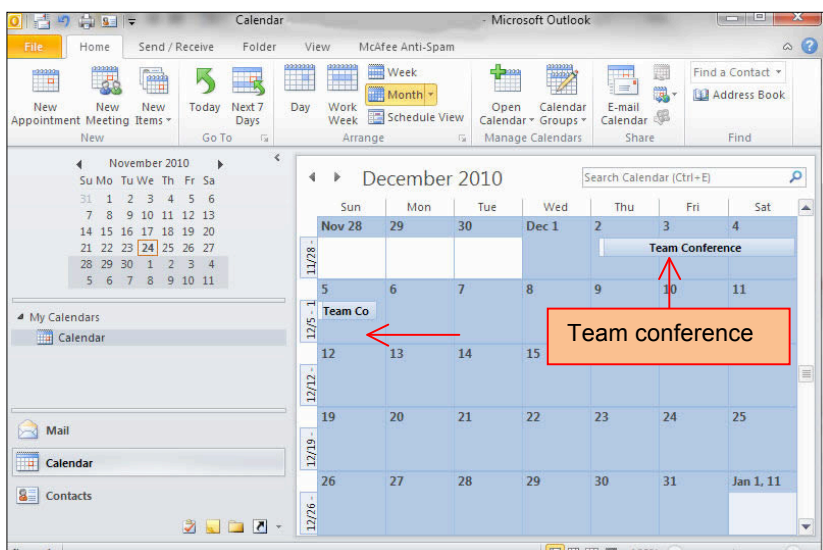 Calendar - Microsoft Outlook
File Home Send / Receive Folder View McAfee Anti-Spam
New Appointment
New Meeting
New Items
New
Today
Next 7 Days
Go To
Day
Work Week
Week
Month
Schedule View
Arrange
Open Calendar
Calendar Groups
Manage Calendars
E-mail Calendar
Share
Find a Contact
Address Book
Find
November 2010
Su Mo Tu We Th Fr Sa
31 1 2 3 4 5 6
7 8 9 10 11 12 13
14 15 16 17 18 19 20
21 22 23 24 25 26 27
28 29 30 1 2 3 4
5 6 7 8 9 10 11
My Calendars
Calendar
Mail
Calendar
Contacts
December 2010
Search Calendar (Ctrl+E)
Sun Mon Tue Wed Thu Fri Sat
11/28 -
Nov 28 29 30 Dec 1 2 3 4
Team Conference
12/5 - 1
5 6 7 8 9 10 11
Team Co
Team conference
12/12 -
12 13 14 15
12/19 -
19 20 21 22 23 24 25
12/26 -
26 27 28 29 30 31 Jan 1, 11